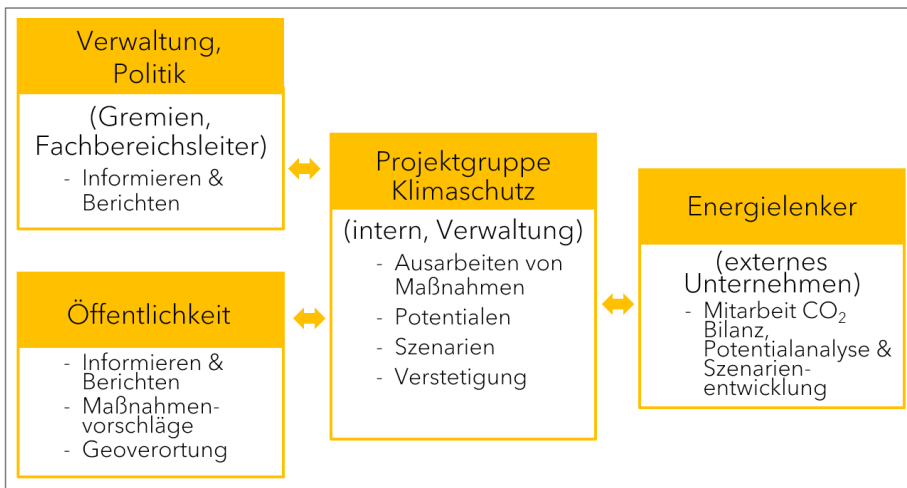 Verwaltung,
Politik
(Gremien,
Fachbereichsleiter)
- Informieren &
Berichten
Öffentlichkeit
- Informieren &
Berichten
- Maßnahmen-
vorschläge
- Geoverortung
Projektgruppe
Klimaschutz
(intern, Verwaltung)
- Ausarbeiten von
Maßnahmen
- Potentialen
- Szenarien
- Verstetigung
Energielenker
(externes
Unternehmen)
- Mitarbeit CO₂
Bilanz,
Potentialanalyse &
Szenarien-
entwicklung